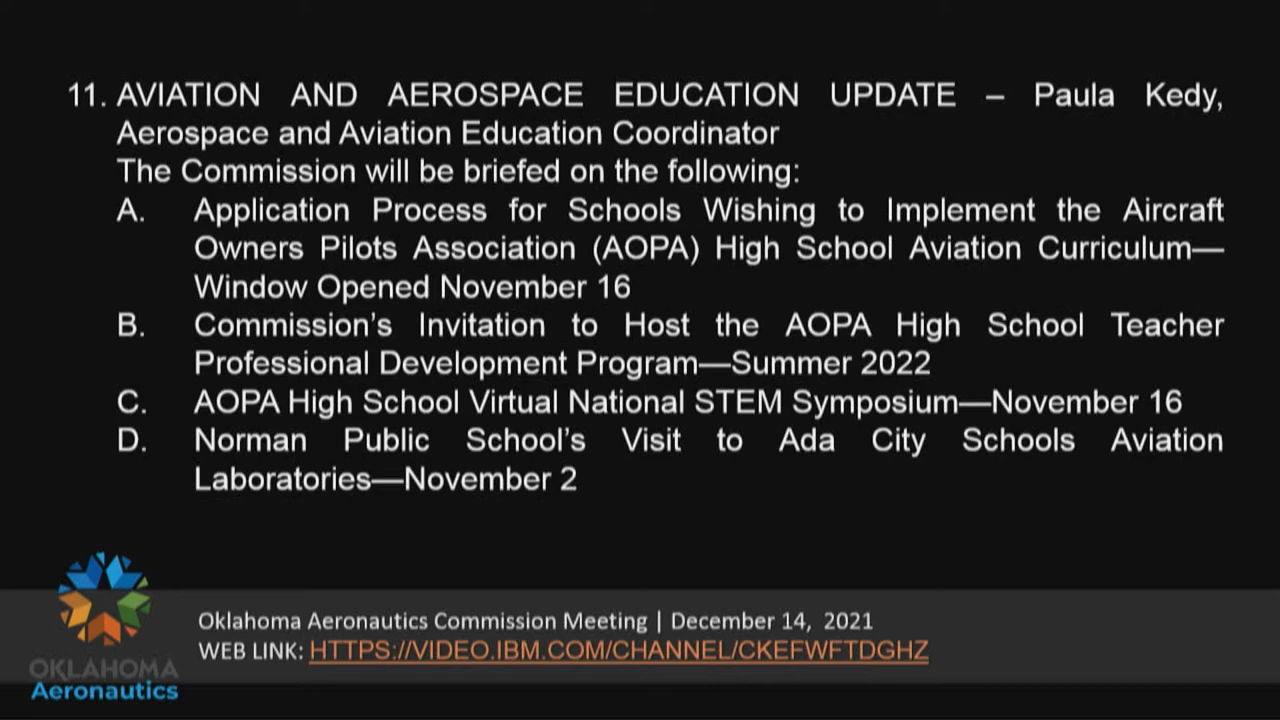 11. AVIATION AND AEROSPACE EDUCATION UPDATE – Paula Kedy,
Aerospace and Aviation Education Coordinator
The Commission will be briefed on the following:
A. Application Process for Schools Wishing to Implement the Aircraft
Owners Pilots Association (AOPA) High School Aviation Curriculum—
Window Opened November 16
B. Commission's Invitation to Host the AOPA High School Teacher
Professional Development Program—Summer 2022
C. AOPA High School Virtual National STEM Symposium—November 16
D. Norman Public School's Visit to Ada City Schools Aviation
Laboratories—November 2
Oklahoma Aeronautics Commission Meeting | December 14, 2021
WEB LINK: HTTPS://VIDEO.IBM.COM/CHANNEL/CKEFWFTDGHZ
OKLAHOMA
Aeronautics